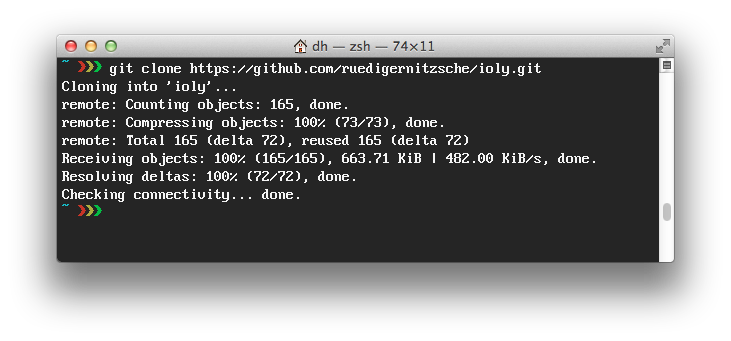 dh — zsh — 74×11
~ ❯❯❯ git clone https://github.com/ruedigernitzsche/ioly.git
Cloning into 'ioly'...
remote: Counting objects: 165, done.
remote: Compressing objects: 100% (73/73), done.
remote: Total 165 (delta 72), reused 165 (delta 72)
Receiving objects: 100% (165/165), 663.71 KiB | 482.00 KiB/s, done.
Resolving deltas: 100% (72/72), done.
Checking connectivity... done.
~ ❯❯❯